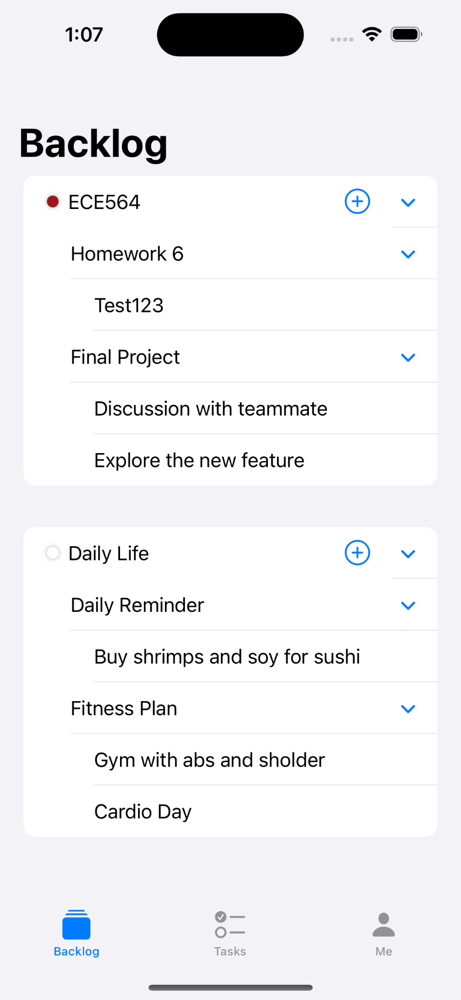 1:07
Backlog
ECE564
Homework 6
Test123
Final Project
Discussion with teammate
Explore the new feature
Daily Life
Daily Reminder
Buy shrimps and soy for sushi
Fitness Plan
Gym with abs and sholder
Cardio Day
Backlog
Tasks
Me